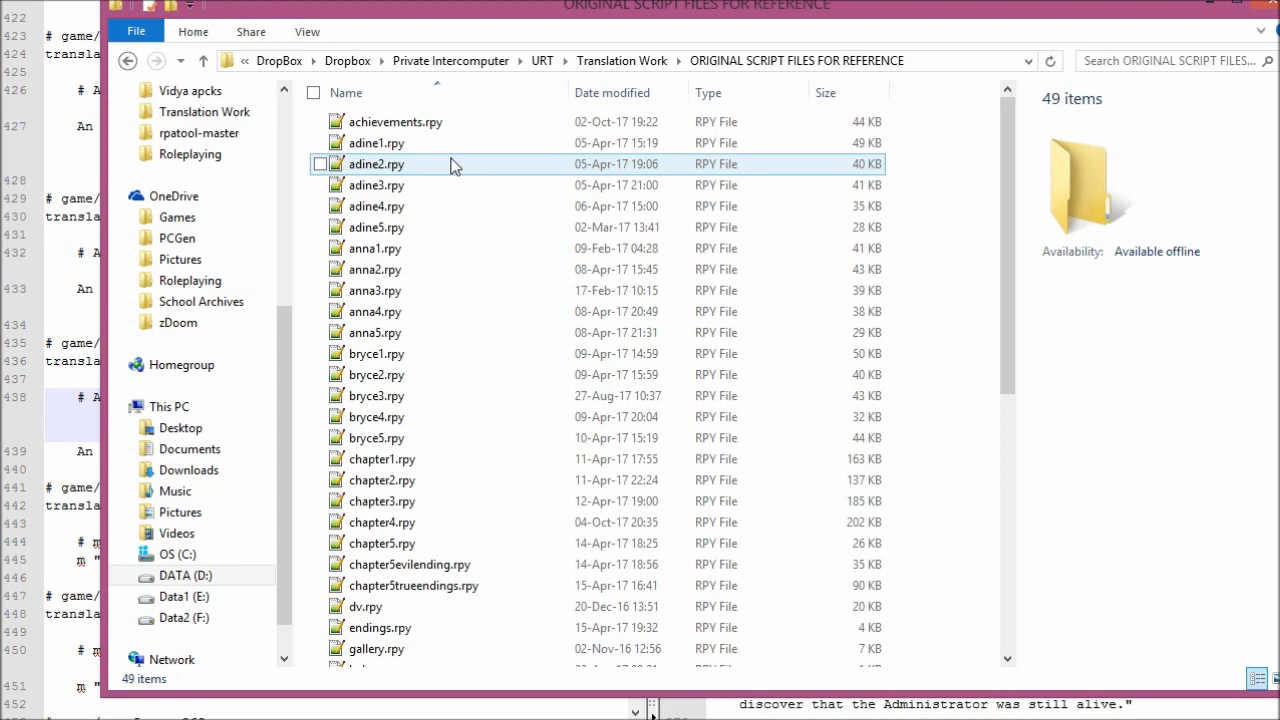 ORIGINAL SCRIPT FILES FOR REFERENCE
File Home Share View
« DropBox Dropbox Private Intercomputer URT Translation Work ORIGINAL SCRIPT FILES FOR REFERENCE
Search ORIGINAL SCRIPT FILES...
Vidya apcks
Translation Work
rpatool-master
Roleplaying
OneDrive
Games
PCGen
Pictures
Roleplaying
School Archives
zDoom
Homegroup
This PC
Desktop
Documents
Downloads
Music
Pictures
Videos
OS (C:)
DATA (D:)
Data1 (E:)
Data2 (F:)
Network
Name Date modified Type Size
achievements.rpy 02-Oct-17 19:22 RPY File 44 KB
adine1.rpy 05-Apr-17 15:19 RPY File 49 KB
adine2.rpy 05-Apr-17 19:06 RPY File 40 KB
adine3.rpy 05-Apr-17 21:00 RPY File 41 KB
adine4.rpy 06-Apr-17 15:00 RPY File 35 KB
adine5.rpy 02-Mar-17 13:41 RPY File 28 KB
anna1.rpy 09-Feb-17 04:28 RPY File 41 KB
anna2.rpy 08-Apr-17 15:45 RPY File 43 KB
anna3.rpy 17-Feb-17 10:15 RPY File 39 KB
anna4.rpy 08-Apr-17 20:49 RPY File 38 KB
anna5.rpy 08-Apr-17 21:31 RPY File 29 KB
bryce1.rpy 09-Apr-17 14:59 RPY File 50 KB
bryce2.rpy 09-Apr-17 15:59 RPY File 40 KB
bryce3.rpy 27-Aug-17 10:37 RPY File 43 KB
bryce4.rpy 09-Apr-17 20:04 RPY File 32 KB
bryce5.rpy 10-Apr-17 15:19 RPY File 44 KB
chapter1.rpy 11-Apr-17 17:55 RPY File 163 KB
chapter2.rpy 11-Apr-17 22:24 RPY File 137 KB
chapter3.rpy 12-Apr-17 19:00 RPY File 185 KB
chapter4.rpy 04-Oct-17 20:35 RPY File 202 KB
chapter5.rpy 14-Apr-17 18:25 RPY File 26 KB
chapter5evilending.rpy 14-Apr-17 18:56 RPY File 35 KB
chapter5trueendings.rpy 15-Apr-17 16:41 RPY File 90 KB
dv.rpy 20-Dec-16 13:51 RPY File 20 KB
endings.rpy 15-Apr-17 19:32 RPY File 4 KB
gallery.rpy 02-Nov-16 12:56 RPY File 7 KB
49 items
Availability: Available offline
49 items
422
423 # game/
424 transla
425
426 # A
427 An
428
429 # game/
430 transla
431
432 # A
433 An
434
435 # game/
436 transla
437
438 # A
439 An
440
441 # game/
442 transla
443
444 # m
445 m "
446
447 # game/
448 transla
449
450 # m
451 m "
452
discover that the Administrator was still alive."